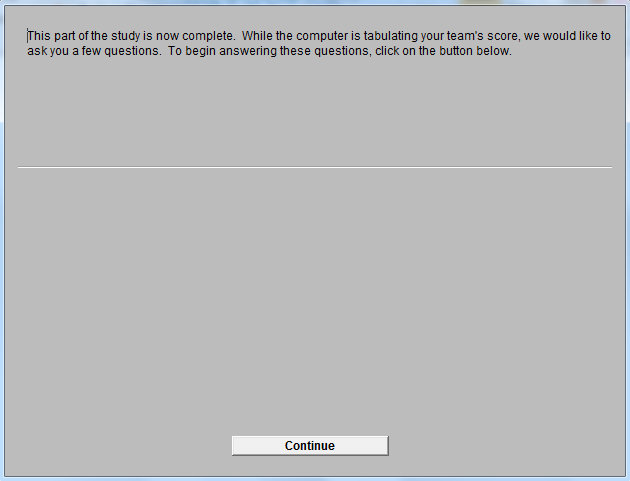 This part of the study is now complete.  While the computer is tabulating your team's score, we would like to
ask you a few questions.  To begin answering these questions, click on the button below.
Continue